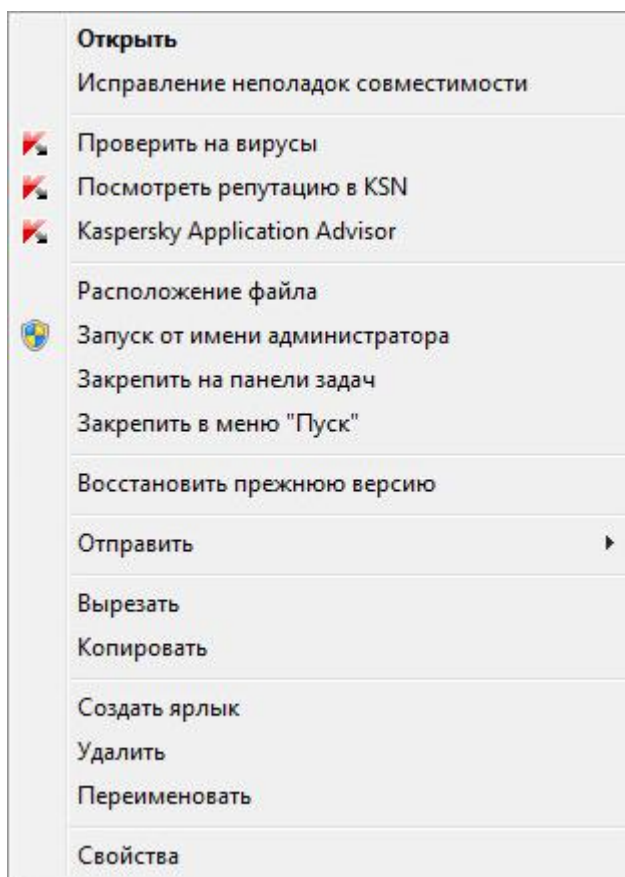 Открыть
Исправление неполадок совместимости
Проверить на вирусы
Посмотреть репутацию в KSN
Kaspersky Application Advisor
Расположение файла
Запуск от имени администратора
Закрепить на панели задач
Закрепить в меню "Пуск"
Восстановить прежнюю версию
Отправить
Вырезать
Копировать
Создать ярлык
Удалить
Переименовать
Свойства